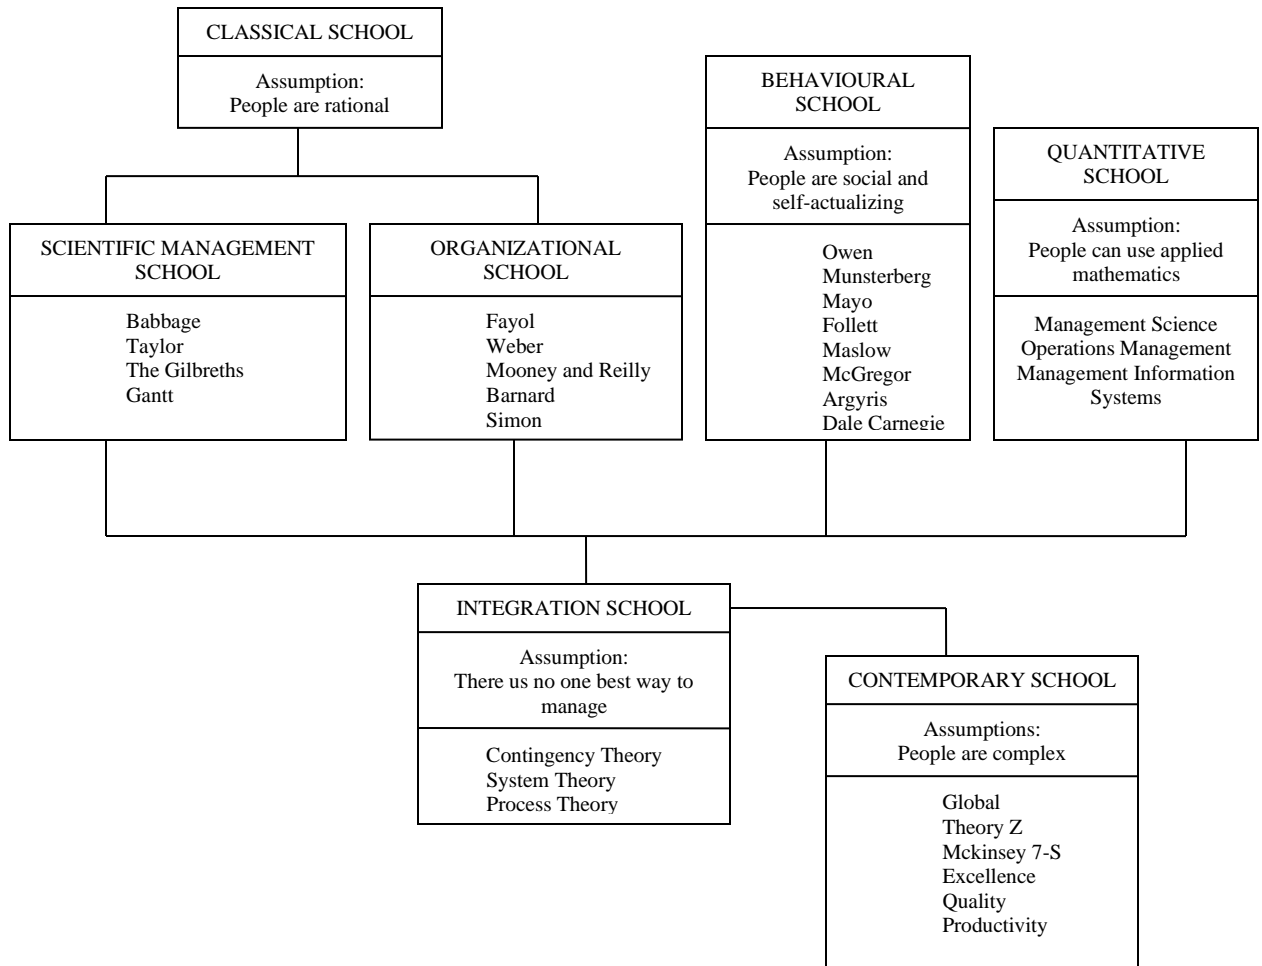 CLASSICAL SCHOOL
Assumption:
People are rational
BEHAVIOURAL
SCHOOL
Assumption:
People are social and
self-actualizing
Owen
Munsterberg
Mayo
Follett
Maslow
McGregor
Argyris
Dale Carnegie
QUANTITATIVE
SCHOOL
Assumption:
People can use applied
mathematics
Management Science
Operations Management
Management Information
Systems
SCIENTIFIC MANAGEMENT
SCHOOL
Babbage
Taylor
The Gilbreths
Gantt
ORGANIZATIONAL
SCHOOL
Fayol
Weber
Mooney and Reilly
Barnard
Simon
INTEGRATION SCHOOL
Assumption:
There us no one best way to
manage
Contingency Theory
System Theory
Process Theory
CONTEMPORARY SCHOOL
Assumptions:
People are complex
Global
Theory Z
Mckinsey 7-S
Excellence
Quality
Productivity